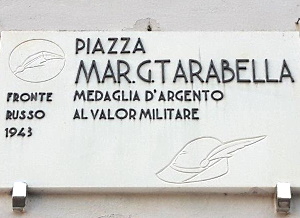 PIAZZA
MAR.G.TARABELLA
MEDAGLIA D'ARGENTO
AL VALOR MILITARE
FRONTE
RUSSO
1943